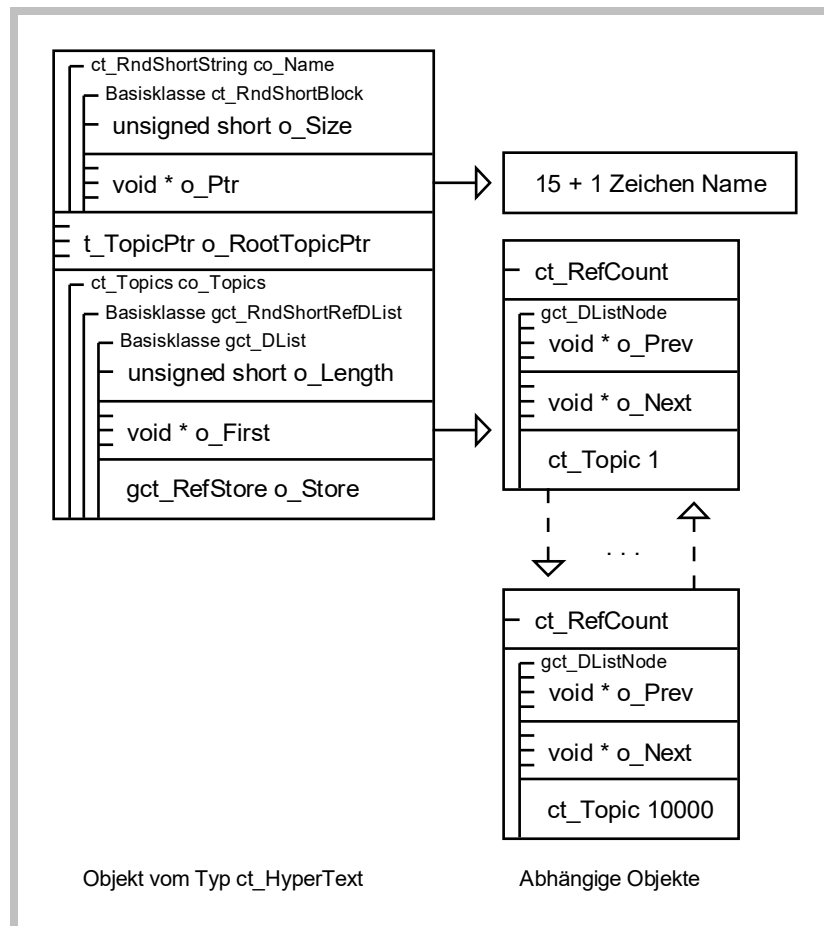 ct_RndShortString co_Name
Basisklasse ct_RndShortBlock
unsigned short o_Size
void * o_Ptr
15 + 1 Zeichen Name
t_TopicPtr o_RootTopicPtr
ct_Topics co_Topics
Basisklasse gct_RndShortRefDList
Basisklasse gct_DList
unsigned short o_Length
void * o_First
gct_RefStore o_Store
ct_RefCount
gct_DListNode
void * o_Prev
void * o_Next
ct_Topic 1
. . .
ct_RefCount
gct_DListNode
void * o_Prev
void * o_Next
ct_Topic 10000
Objekt vom Typ ct_HyperText
Abhängige Objekte